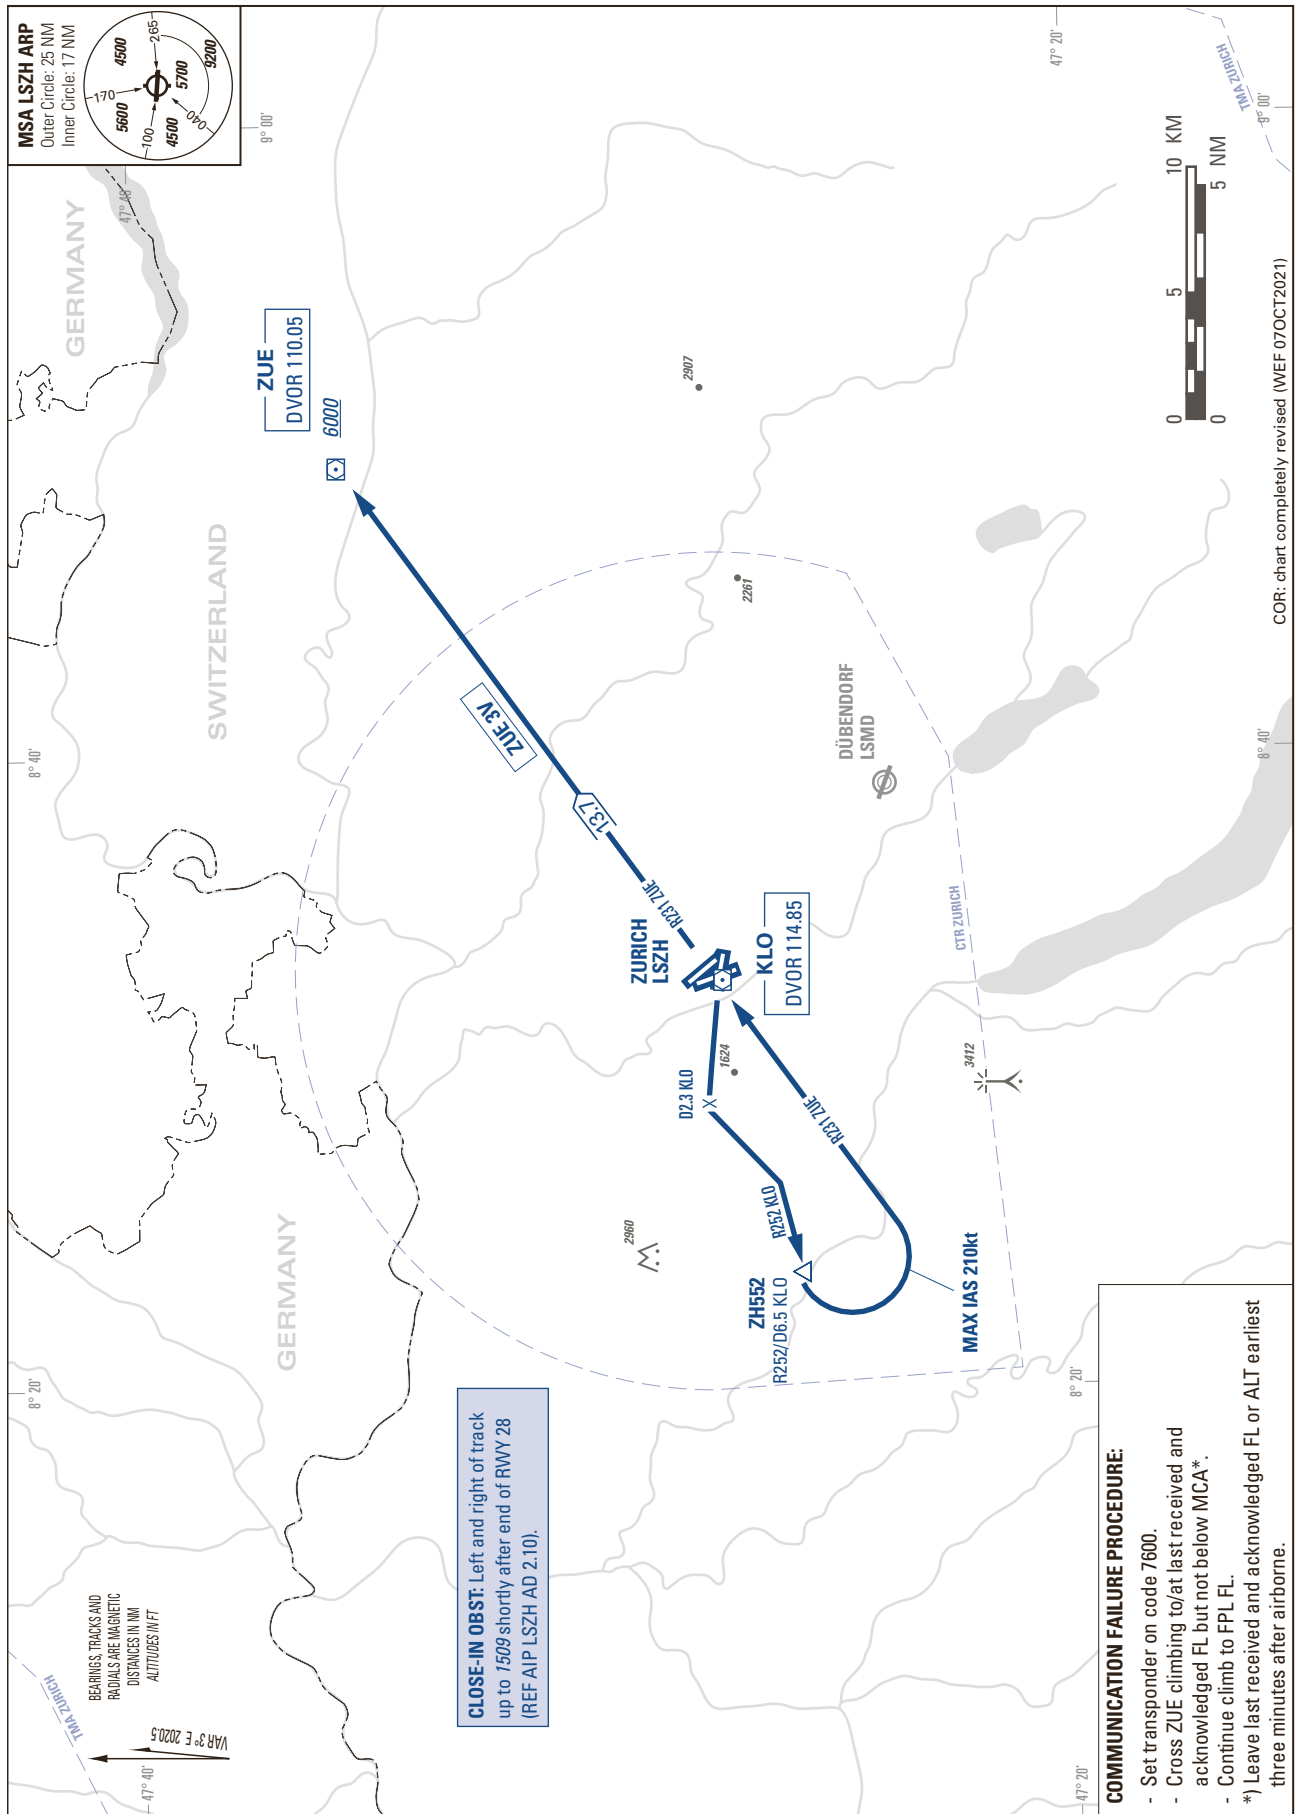 MSA LSZH ARP
Outer Circle: 25 NM
Inner Circle: 17 NM
170
265
040
100
4500
9200
5700
5600
4500
TMA ZURICH
BEARINGS, TRACKS AND
RADIALS ARE MAGNETIC
DISTANCES IN NM
ALTITUDES IN FT
VAR 3° E 2020.5
47° 40'
8° 20'
8° 40'
9° 00'
47° 40'
GERMANY
SWITZERLAND
GERMANY
ZUE
DVOR 110.05
6000
ZUE 3V
13.7
R231 ZUE
ZURICH
LSZH
KLO
DVOR 114.85
D2.3 KLO
1624
R252 KLO
ZH552
R252/D6.5 KLO
R231 ZUE
MAX IAS 210kt
2960
2907
2261
3412
DÜBENDORF
LSMD
CTR ZURICH
CLOSE-IN OBST: Left and right of track
up to 1509 shortly after end of RWY 28
(REF AIP LSZH AD 2.10).
COMMUNICATION FAILURE PROCEDURE:
- Set transponder on code 7600.
- Cross ZUE climbing to/at last received and
acknowledged FL but not below MCA*.
- Continue climb to FPL FL.
*) Leave last received and acknowledged FL or ALT earliest
three minutes after airborne.
47° 20'
8° 20'
8° 40'
9° 00'
47° 20'
TMA ZURICH
0 5 10 KM
0 5 NM
COR: chart completely revised (WEF 07OCT2021)